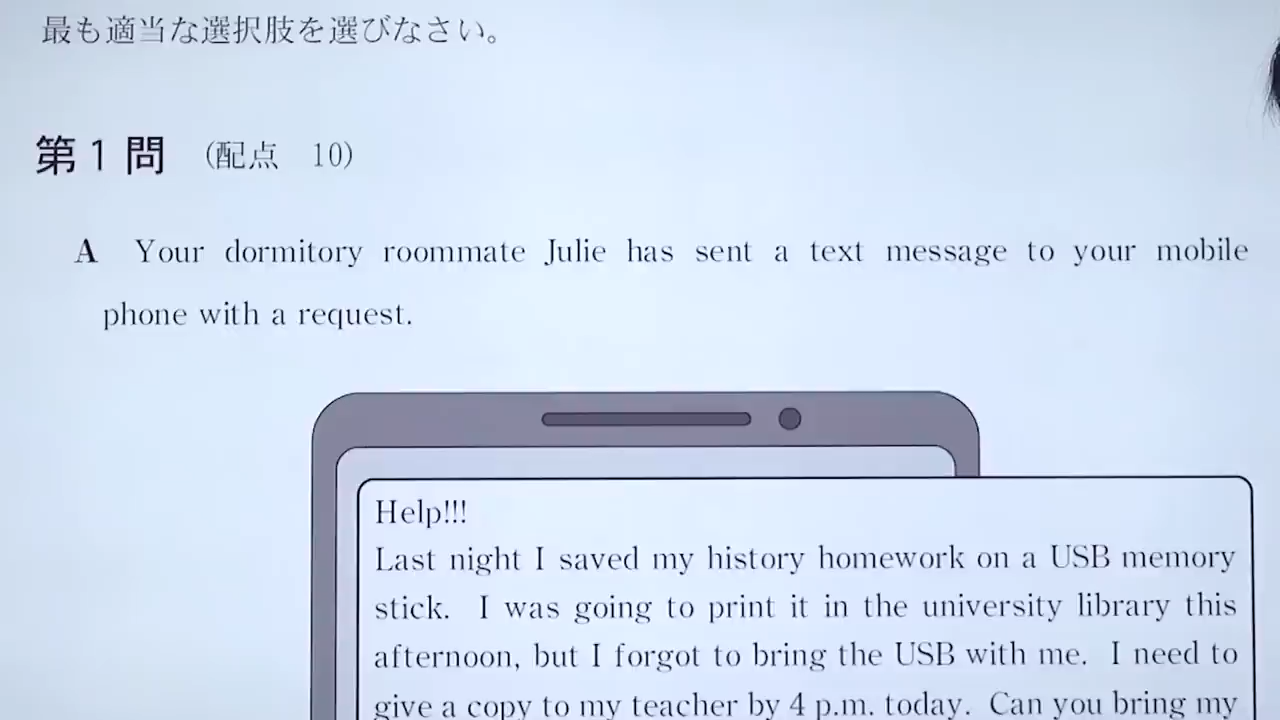 最も適当な選択肢を選びなさい。
第1問 (配点 10)
A Your dormitory roommate Julie has sent a text message to your mobile
phone with a request.
Help!!!
Last night I saved my history homework on a USB memory
stick. I was going to print it in the university library this
afternoon, but I forgot to bring the USB with me. I need to
give a copy to my teacher by 4 p.m. today. Can you bring my